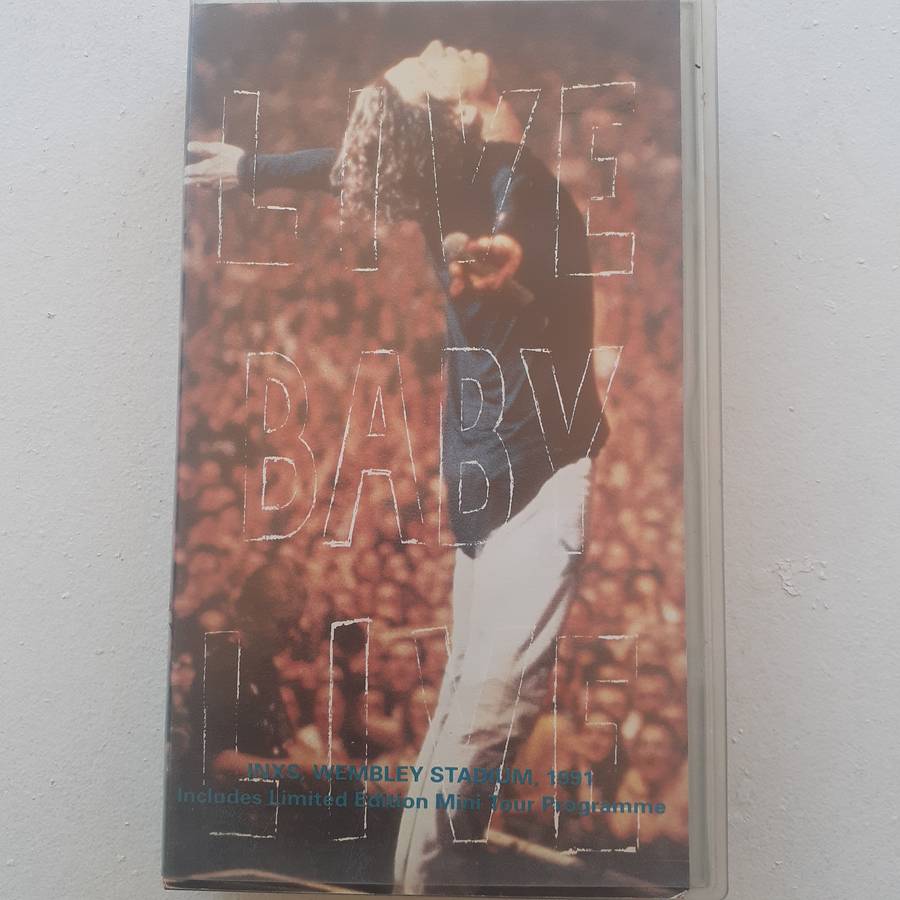 LIVE
BABY
LIVE
INXS, WEMBLEY STADIUM, 1991
Includes Limited Edition Mini Tour Programme